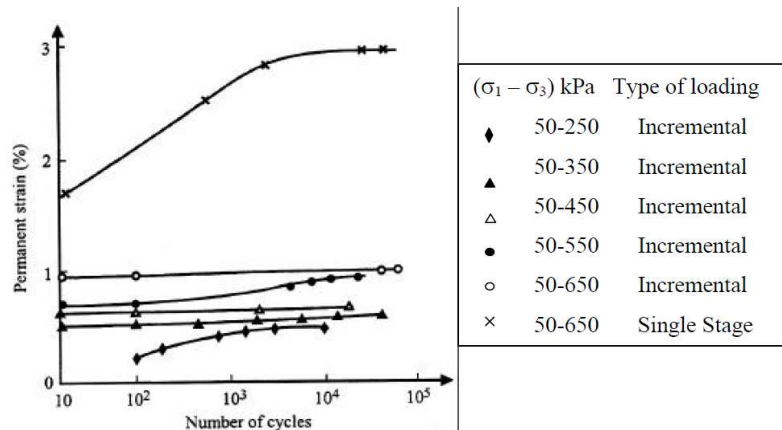 3
2
1
0
Permanent strain (%)
10 10² 10³ 10⁴ 10⁵
Number of cycles
(σ₁ – σ₃) kPa Type of loading
50-250 Incremental
50-350 Incremental
50-450 Incremental
50-550 Incremental
50-650 Incremental
50-650 Single Stage